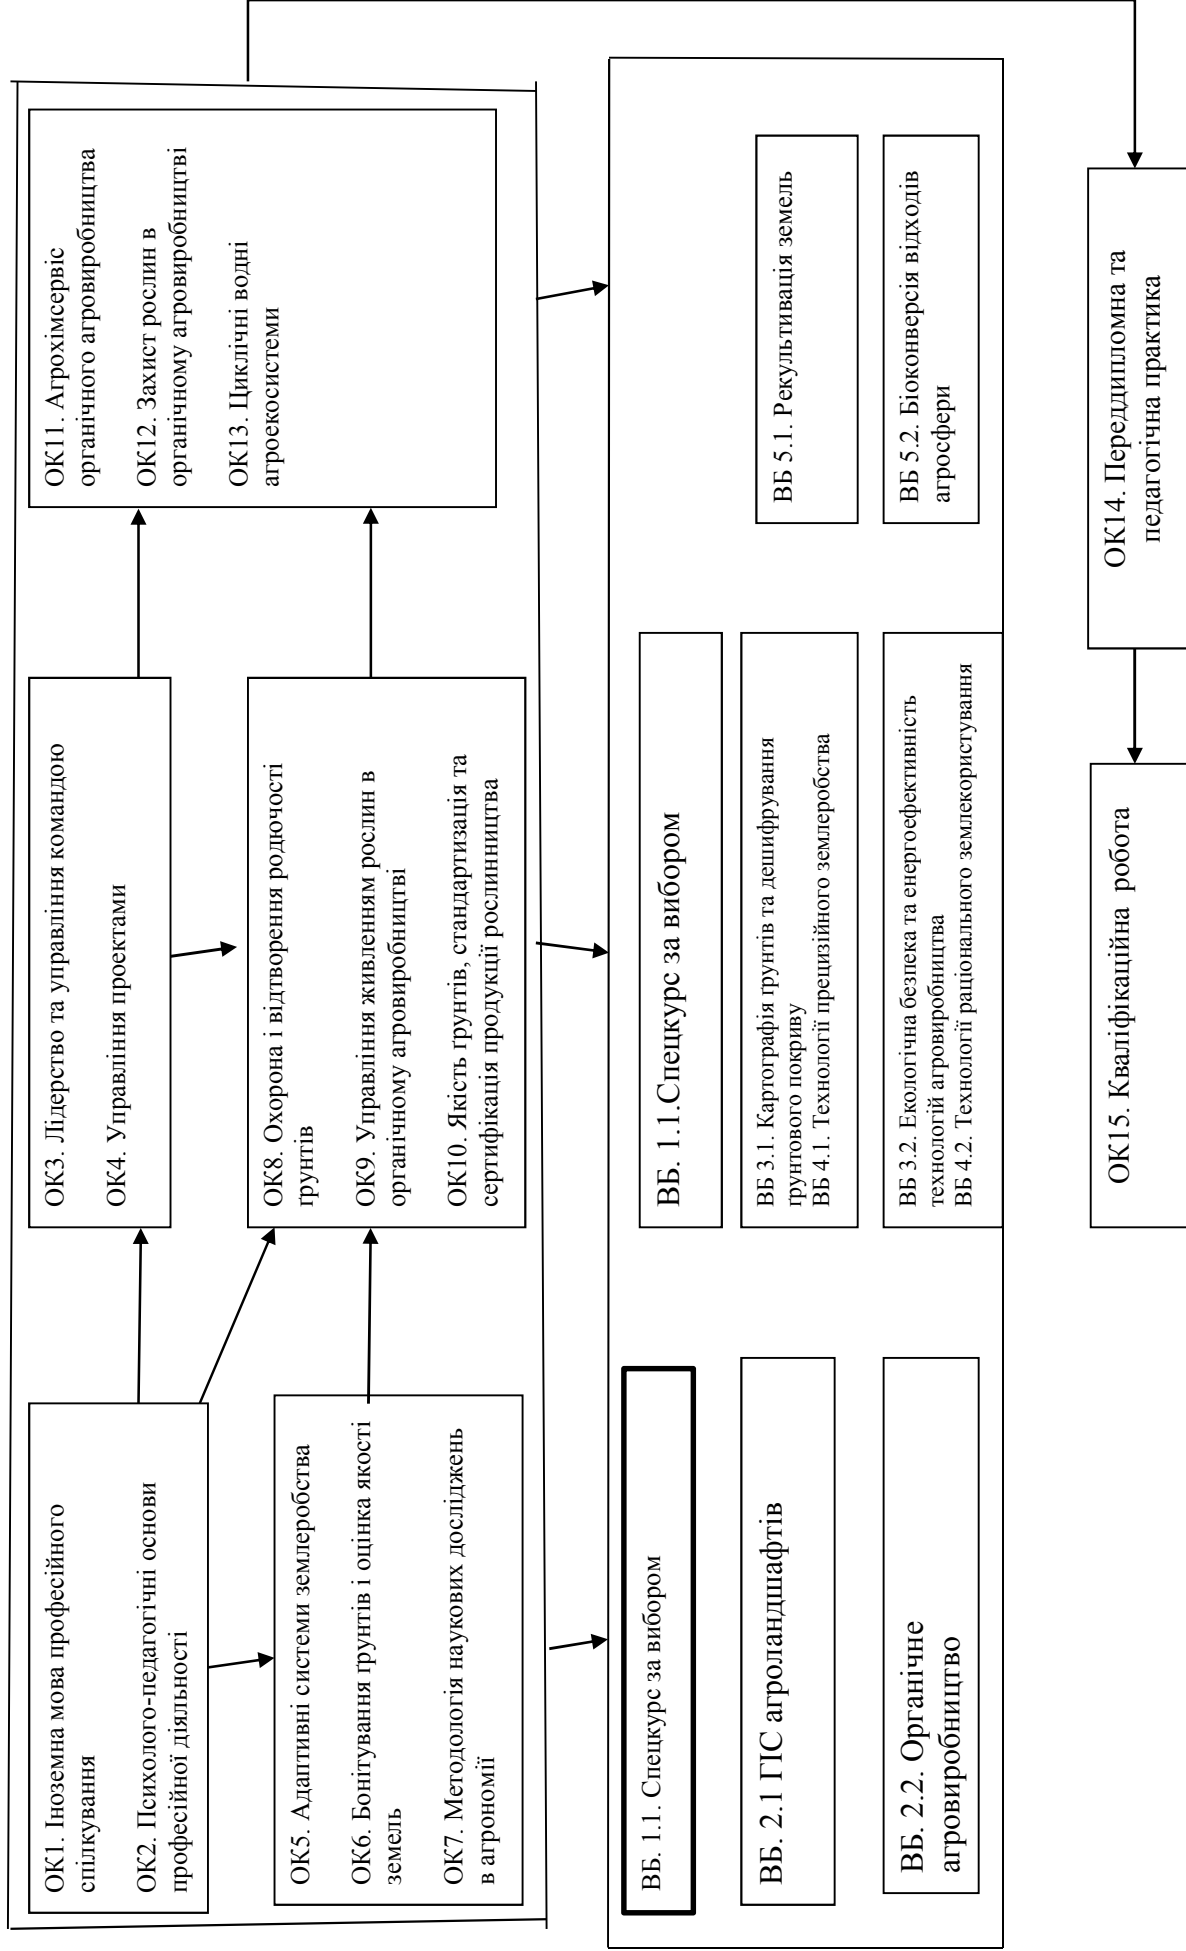 ОК1. Іноземна мова професійного
спілкування
ОК2. Психолого-педагогічні основи
професійної діяльності
ОК3. Лідерство та управління командою
ОК4. Управління проектами
ОК11. Агрохімсервіс
органічного агровиробництва
ОК12. Захист рослин в
органічному агровиробництві
ОК13. Циклічні водні
агроекосистеми
ОК5. Адаптивні системи землеробства
ОК6. Бонітування ґрунтів і оцінка якості
земель
ОК7. Методологія наукових досліджень
в агрономії
ОК8. Охорона і відтворення родючості
ґрунтів
ОК9. Управління живленням рослин в
органічному агровиробництві
ОК10. Якість ґрунтів, стандартизація та
сертифікація продукції рослинництва
ВБ. 1.1. Спецкурс за вибором
ВБ. 1.1.Спецкурс за вибором
ВБ. 2.1 ГІС агроландшафтів
ВБ 3.1. Картографія ґрунтів та дешифрування
ґрунтового покриву
ВБ 4.1. Технології прецизійного землеробства
ВБ 5.1. Рекультивація земель
ВБ. 2.2. Органічне
агровиробництво
ВБ 3.2. Екологічна безпека та енергоефективність
технологій агровиробництва
ВБ 4.2. Технології раціонального землекористування
ВБ 5.2. Біоконверсія відходів
агросфери
ОК15. Кваліфікаційна робота
ОК14. Переддипломна та
педагогічна практика